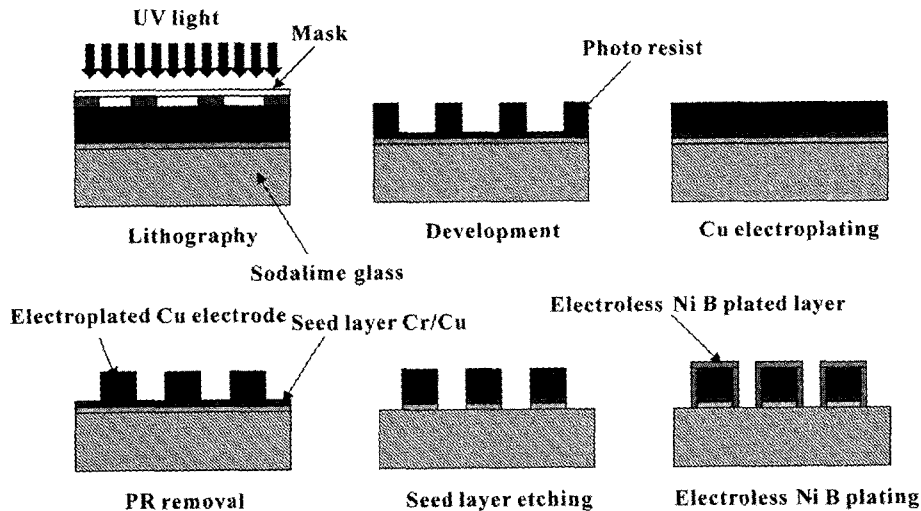 UV light
Mask
Photo resist
Lithography
Development
Cu electroplating
Sodalime glass
Electroplated Cu electrode
Seed layer Cr/Cu
Electroless Ni B plated layer
PR removal
Seed layer etching
Electroless Ni B plating